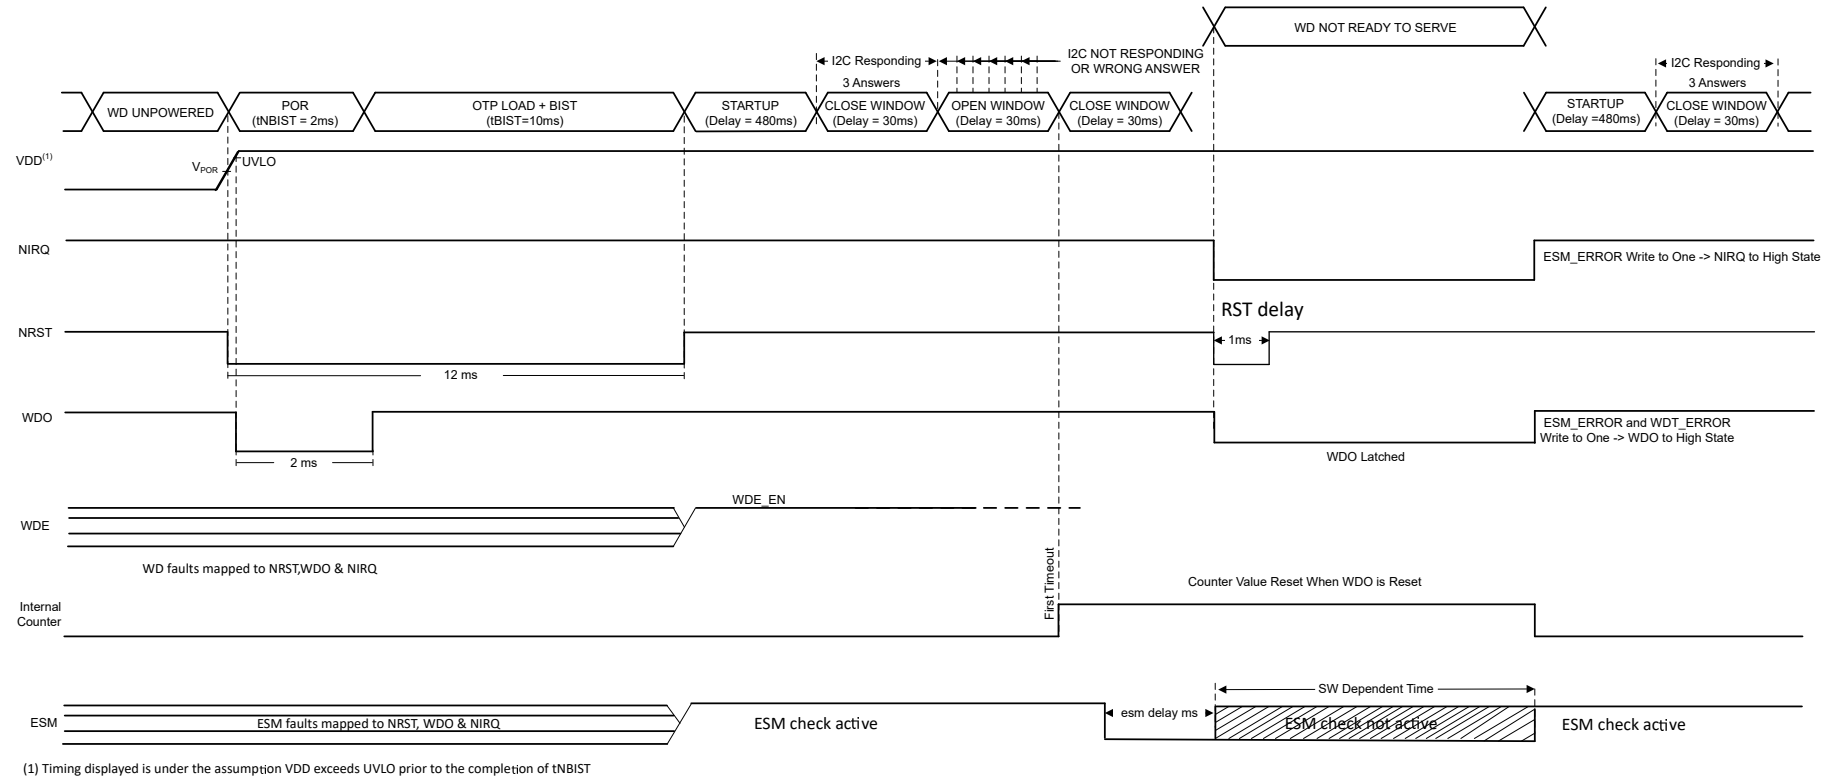 WD NOT READY TO SERVE
I2C Responding
I2C NOT RESPONDING
OR WRONG ANSWER
I2C Responding
3 Answers
3 Answers
WD UNPOWERED
POR
(tNBIST = 2ms)
OTP LOAD + BIST
(tBIST=10ms)
STARTUP
(Delay = 480ms)
CLOSE WINDOW
(Delay = 30ms)
OPEN WINDOW
(Delay = 30ms)
CLOSE WINDOW
(Delay = 30ms)
STARTUP
(Delay =480ms)
CLOSE WINDOW
(Delay = 30ms)
VDD(1)
VPOR
UVLO
NIRQ
ESM_ERROR Write to One -> NIRQ to High State
RST delay
NRST
1ms
12 ms
WDO
ESM_ERROR and WDT_ERROR
Write to One -> WDO to High State
2 ms
WDO Latched
WDE_EN
WDE
WD faults mapped to NRST,WDO & NIRQ
First Timeout
Counter Value Reset When WDO is Reset
Internal
Counter
SW Dependent Time
ESM
ESM faults mapped to NRST, WDO & NIRQ
ESM check active
esm delay ms
ESM check not active
ESM check active
(1) Timing displayed is under the assumption VDD exceeds UVLO prior to the completion of tNBIST